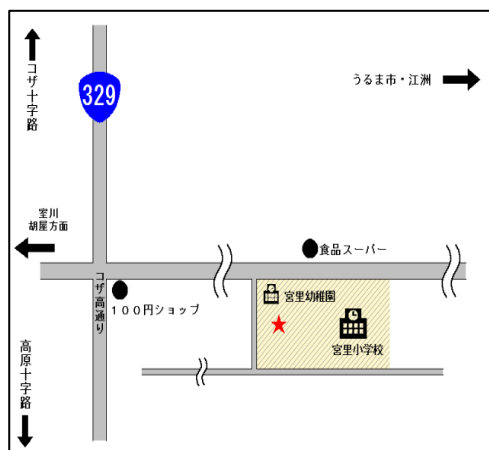 コザ十字路
329
うるま市・江洲
室川
胡屋方面
食品スーパー
コザ高通り
100円ショップ
宮里幼稚園
宮里小学校
高原十字路